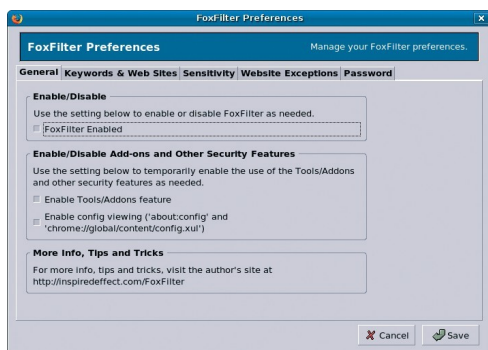 FoxFilter Preferences
FoxFilter Preferences
Manage your FoxFilter preferences.
General Keywords & Web Sites Sensitivity Website Exceptions Password
Enable/Disable
Use the setting below to enable or disable FoxFilter as needed.
FoxFilter Enabled
Enable/Disable Add-ons and Other Security Features
Use the setting below to temporarily enable the use of the Tools/Addons
and other security features as needed.
Enable Tools/Addons feature
Enable config viewing ('about:config' and
'chrome://global/content/config.xul')
More Info, Tips and Tricks
For more info, tips and tricks, visit the author's site at
http://inspiredeffect.com/FoxFilter
Cancel Save